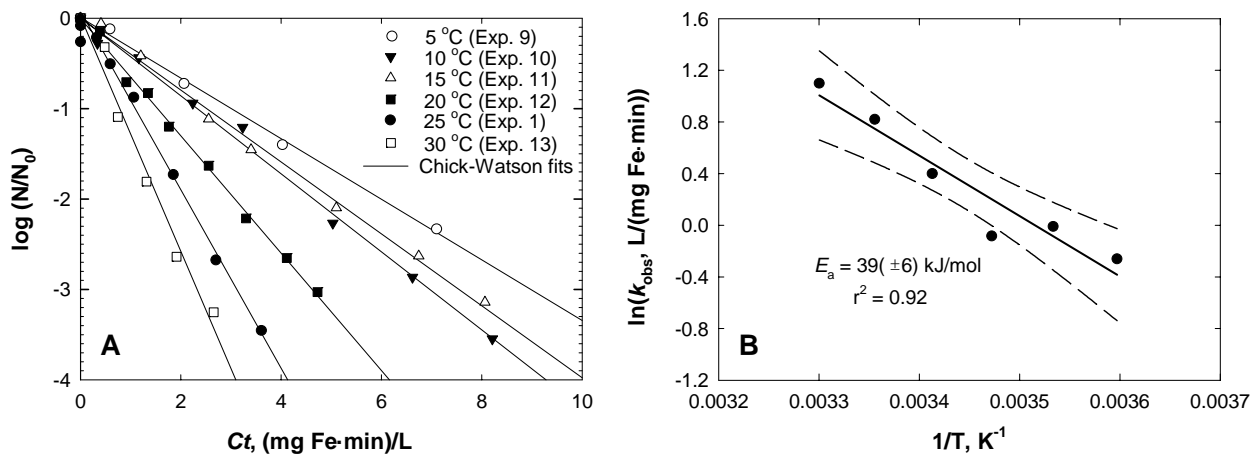 0
-1
-2
-3
-4
log (N/N₀)
5 °C (Exp. 9)
10 °C (Exp. 10)
15 °C (Exp. 11)
20 °C (Exp. 12)
25 °C (Exp. 1)
30 °C (Exp. 13)
Chick-Watson fits
A
0 2 4 6 8 10
Ct, (mg Fe·min)/L
1.6
1.2
0.8
0.4
0.0
-0.4
-0.8
-1.2
ln(k_obs, L/(mg Fe·min))
Eₐ = 39( ±6) kJ/mol
r² = 0.92
B
0.0032 0.0033 0.0034 0.0035 0.0036 0.0037
1/T, K⁻¹